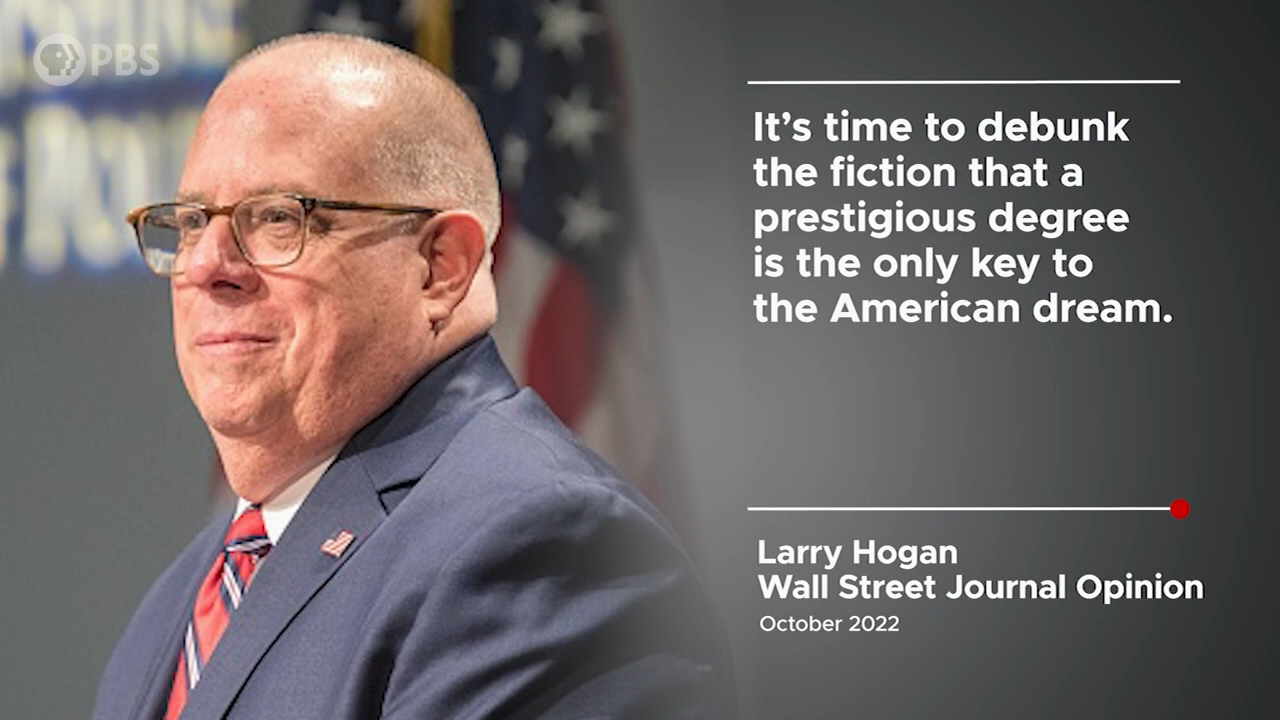 PBS
It's time to debunk
the fiction that a
prestigious degree
is the only key to
the American dream.
Larry Hogan
Wall Street Journal Opinion
October 2022